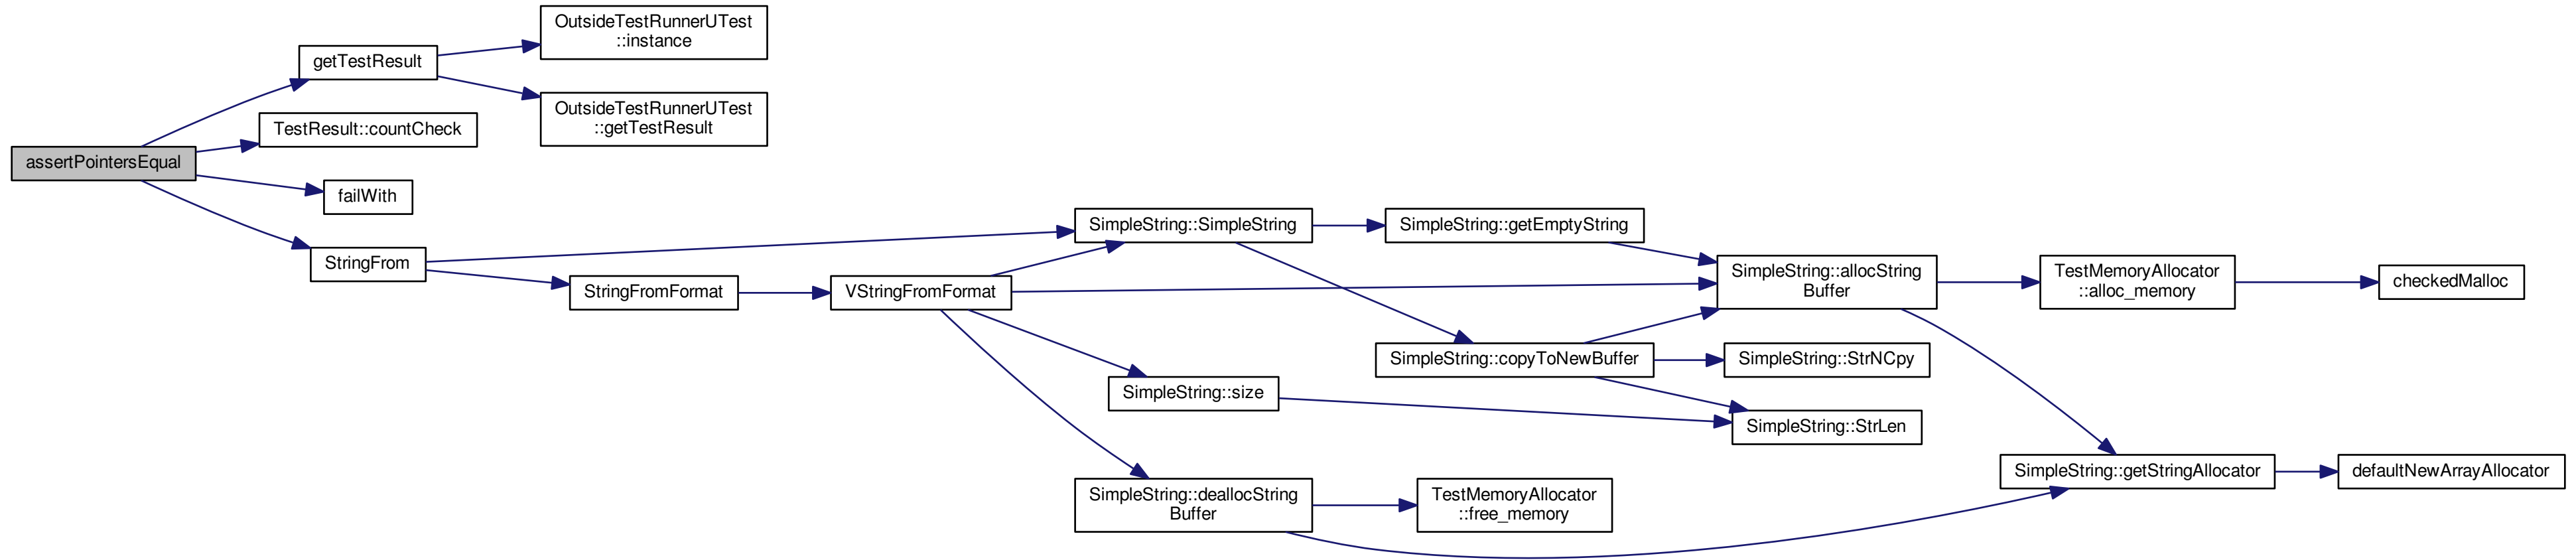 assertPointersEqual
getTestResult
OutsideTestRunnerUTest
::instance
OutsideTestRunnerUTest
::getTestResult
TestResult::countCheck
failWith
StringFrom
StringFromFormat
VStringFromFormat
SimpleString::SimpleString
SimpleString::getEmptyString
SimpleString::allocString
Buffer
TestMemoryAllocator
::alloc_memory
checkedMalloc
SimpleString::copyToNewBuffer
SimpleString::StrNCpy
SimpleString::size
SimpleString::StrLen
SimpleString::deallocString
Buffer
TestMemoryAllocator
::free_memory
SimpleString::getStringAllocator
defaultNewArrayAllocator